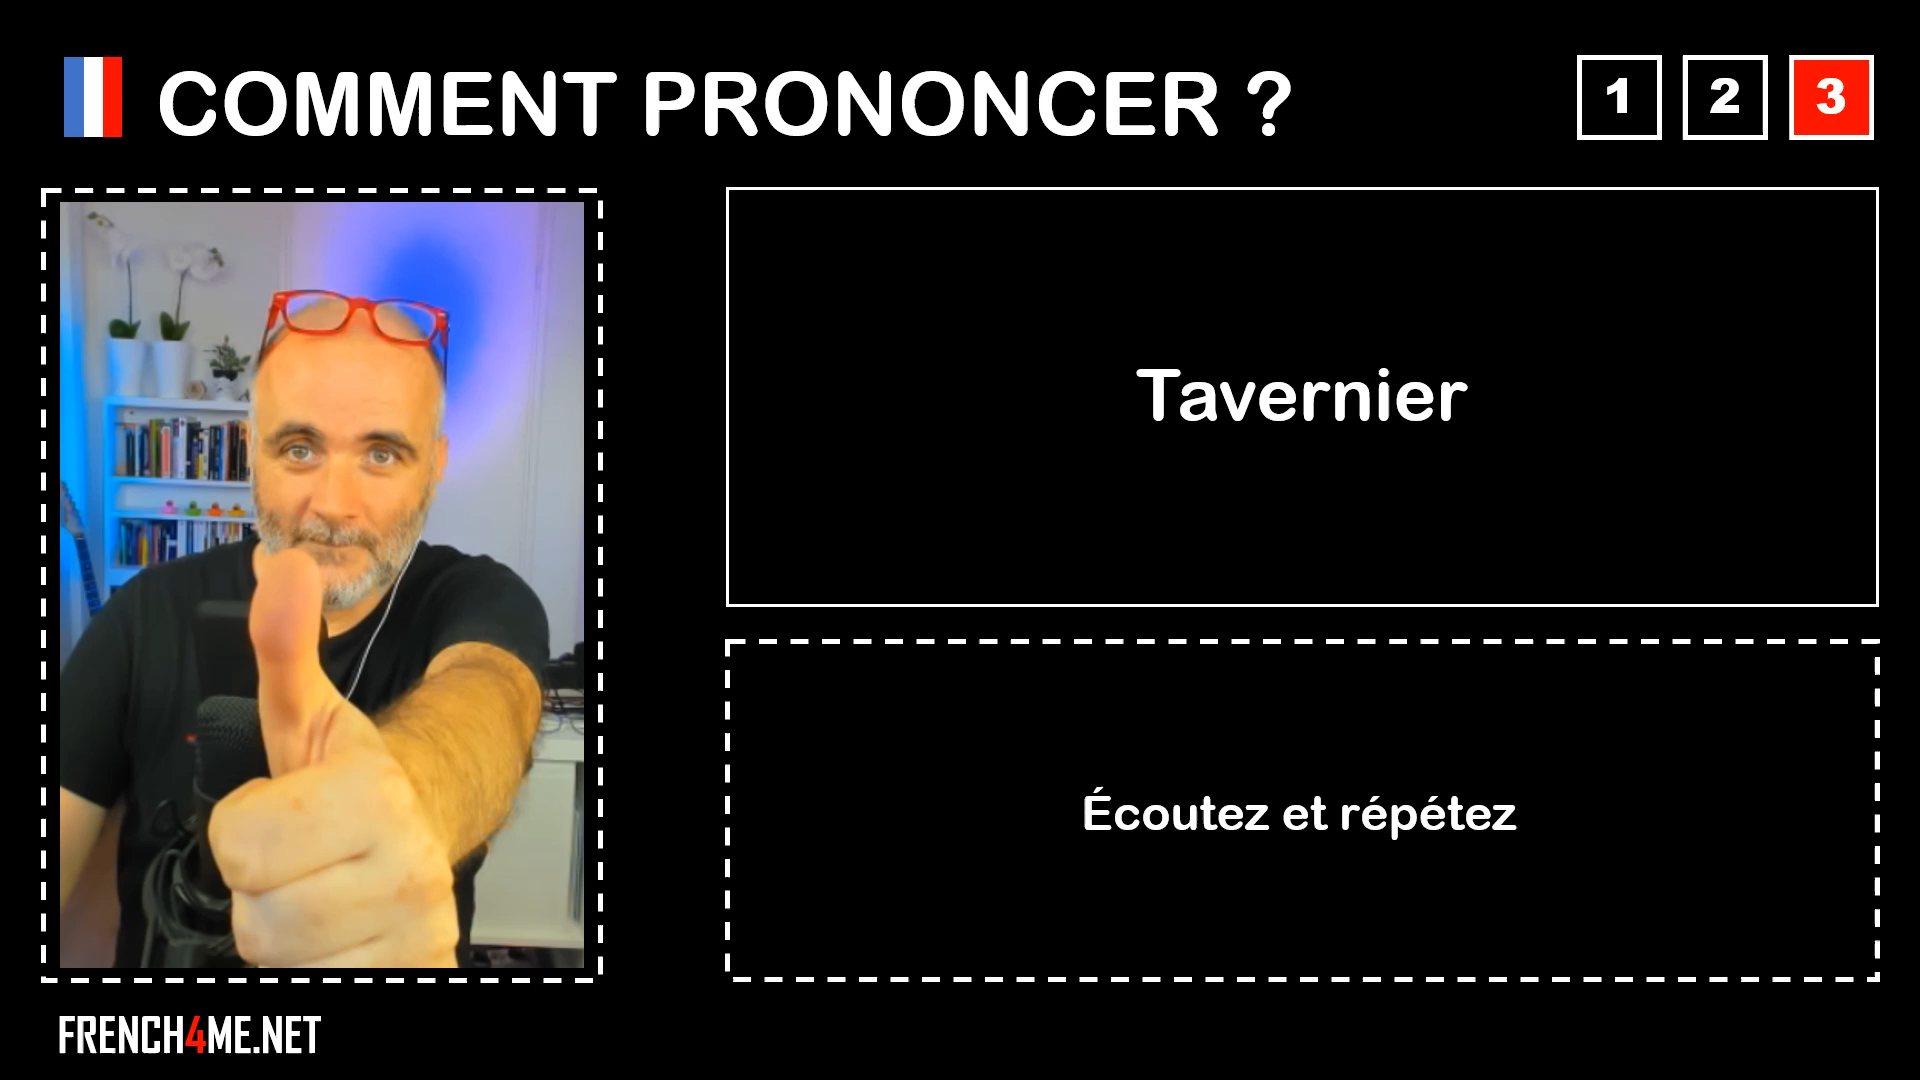 COMMENT PRONONCER ?
1 2 3
Tavernier
Écoutez et répétez
FRENCH4ME.NET